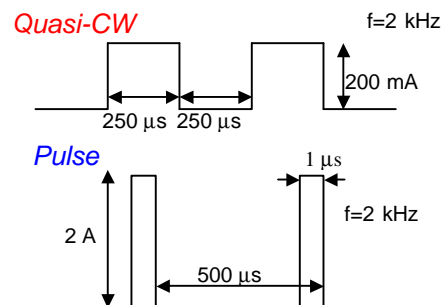 Quasi-CW
f=2 kHz
200 mA
250 μs 250 μs
Pulse
1 μs
2 A
f=2 kHz
500 μs